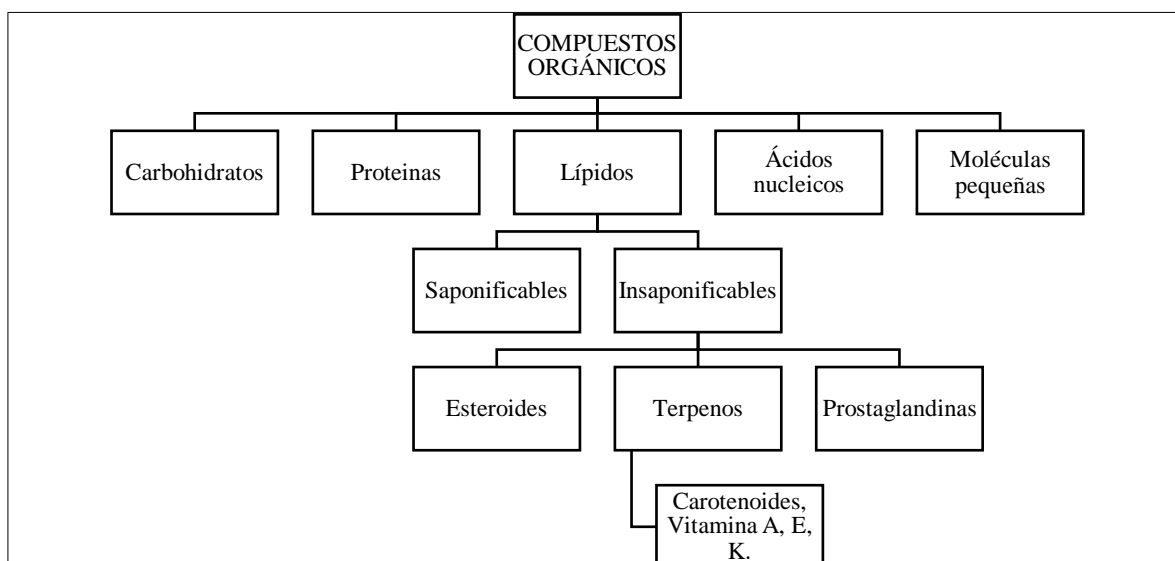 COMPUESTOS
ORGÁNICOS
Carbohidratos
Proteinas
Lípidos
Ácidos
nucleicos
Moléculas
pequeñas
Saponificables
Insaponificables
Esteroides
Terpenos
Prostaglandinas
Carotenoides,
Vitamina A, E,
K.